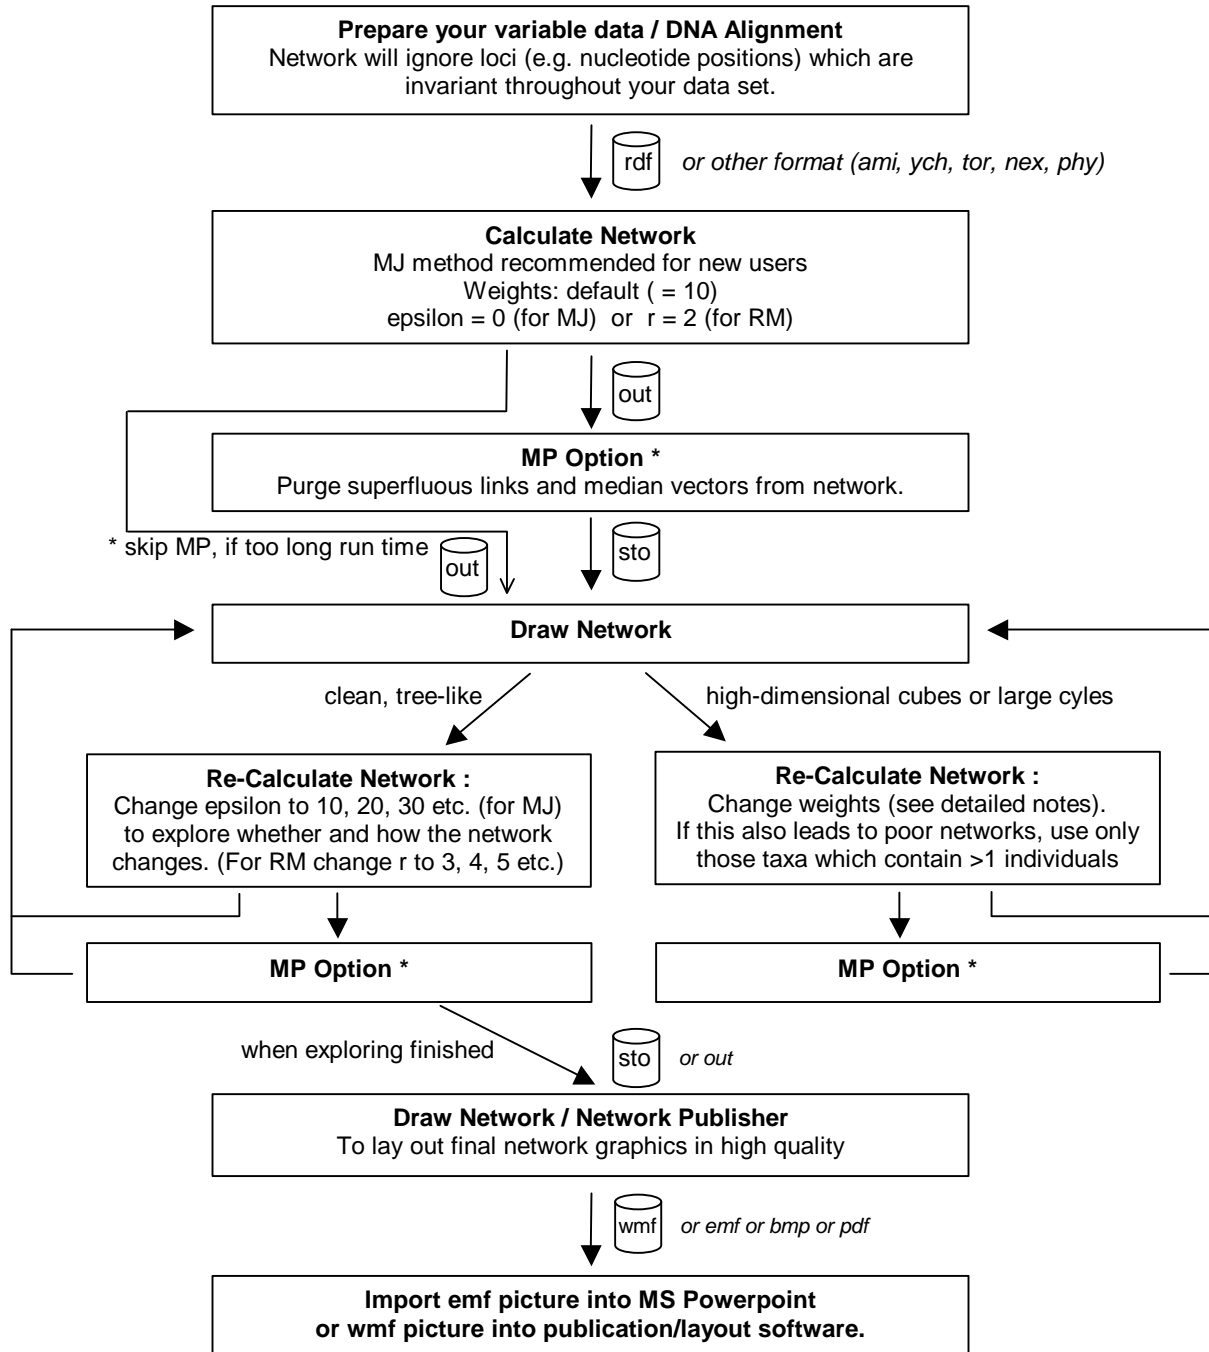 Prepare your variable data / DNA Alignment
Network will ignore loci (e.g. nucleotide positions) which are
invariant throughout your data set.
rdf
or other format (ami, ych, tor, nex, phy)
Calculate Network
MJ method recommended for new users
Weights: default ( = 10)
epsilon = 0 (for MJ) or r = 2 (for RM)
out
MP Option *
Purge superfluous links and median vectors from network.
* skip MP, if too long run time
out
sto
Draw Network
clean, tree-like
high-dimensional cubes or large cyles
Re-Calculate Network :
Change epsilon to 10, 20, 30 etc. (for MJ)
to explore whether and how the network
changes. (For RM change r to 3, 4, 5 etc.)
Re-Calculate Network :
Change weights (see detailed notes).
If this also leads to poor networks, use only
those taxa which contain >1 individuals
MP Option *
MP Option *
when exploring finished
sto
or out
Draw Network / Network Publisher
To lay out final network graphics in high quality
wmf
or emf or bmp or pdf
Import emf picture into MS Powerpoint
or wmf picture into publication/layout software.